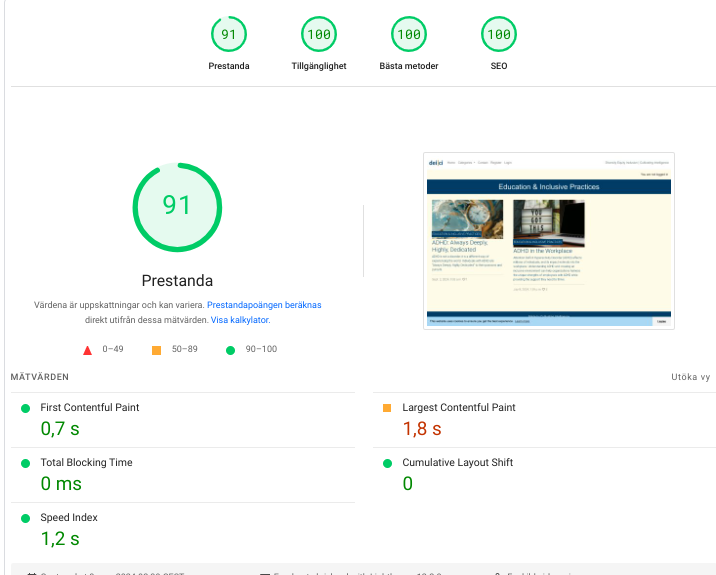 91
100
100
100
Prestanda
Tillgänglighet
Bästa metoder
SEO
91
Prestanda
Värdena är uppskattningar och kan variera. Prestandapoängen beräknas
direkt utifrån dessa mätvärden. Visa kalkylator.
0–49
50–89
90–100
Education & Inclusive Practices
ADHD: Always Deeply,
Highly, Dedicated
ADHD in the Workplace
MÄTVÄRDEN
Utöka vy
First Contentful Paint
0,7 s
Largest Contentful Paint
1,8 s
Total Blocking Time
0 ms
Cumulative Layout Shift
0
Speed Index
1,2 s